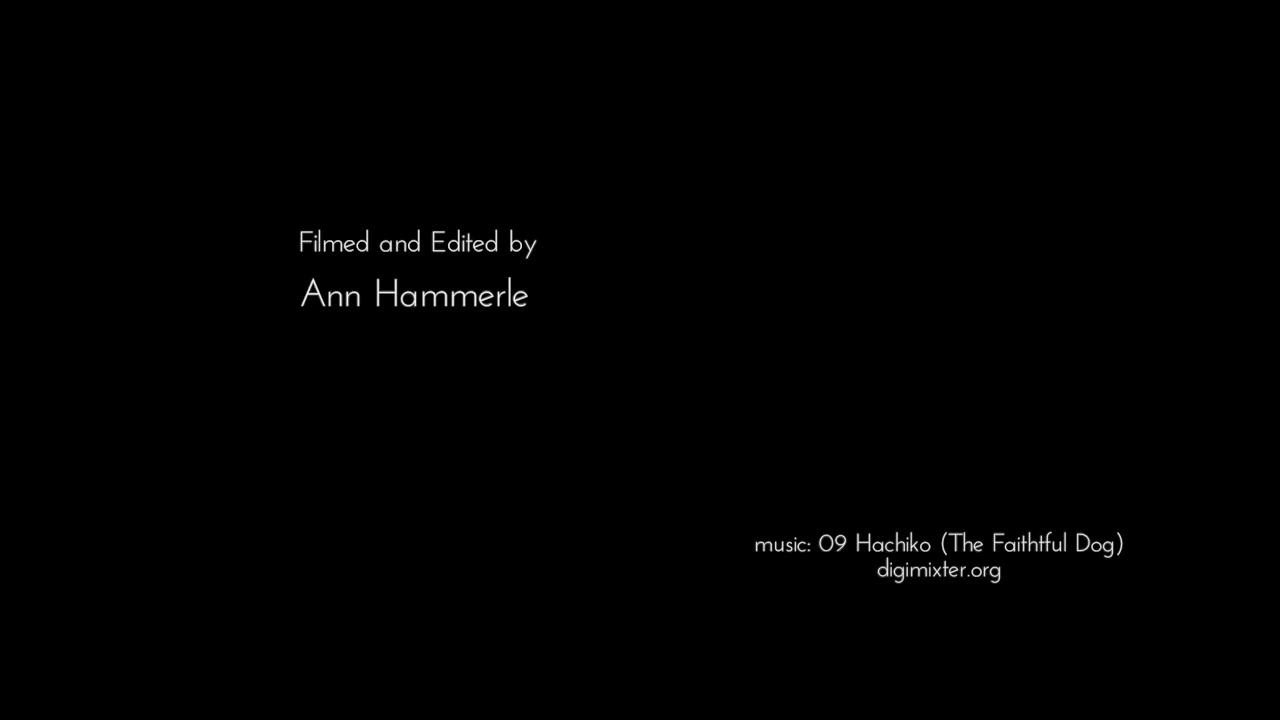 Filmed and Edited by
Ann Hammerle
music: 09 Hachiko (The Faithtful Dog)
digimixter.org